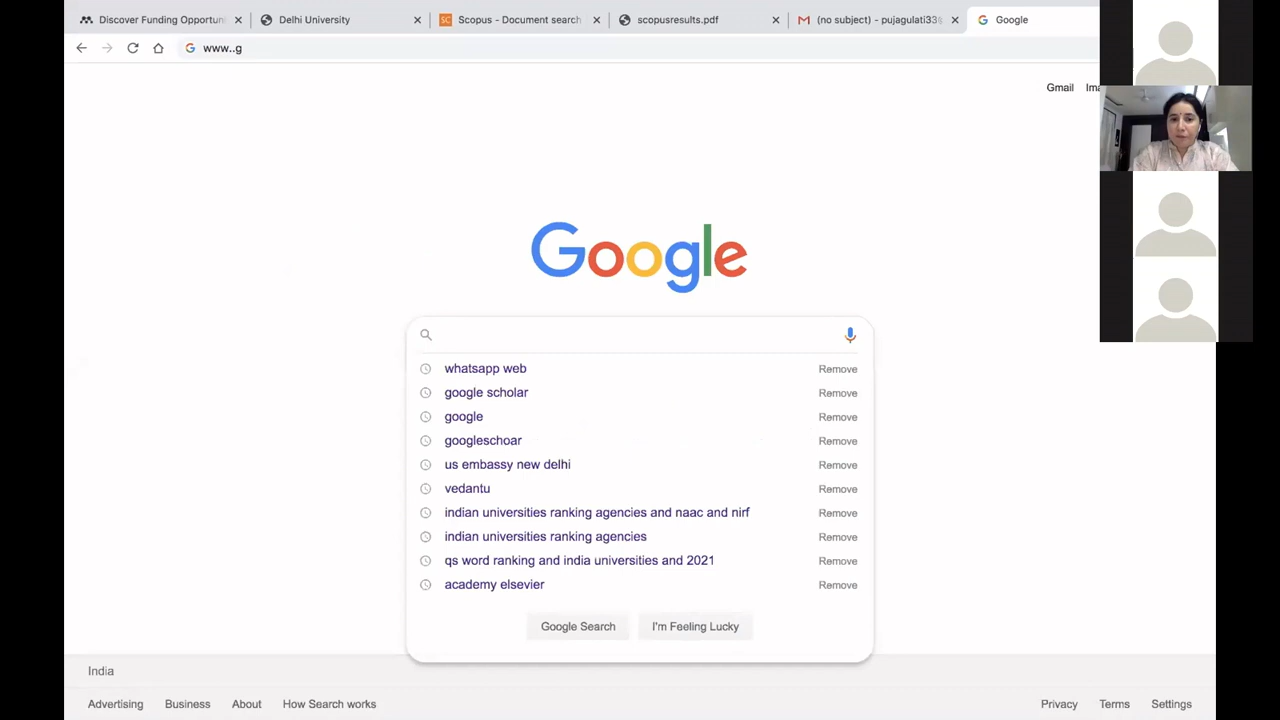 Discover Funding Opportuni
Delhi University
SC Scopus - Document search
scopusresults.pdf
(no subject) - pujagulati33
Google
www..g
Gmail
Ima
Google
whatsapp web Remove
google scholar Remove
google Remove
googleschoar Remove
us embassy new delhi Remove
vedantu Remove
indian universities ranking agencies and naac and nirf Remove
indian universities ranking agencies Remove
qs word ranking and india universities and 2021 Remove
academy elsevier Remove
Google Search I'm Feeling Lucky
India
Advertising Business About How Search works Privacy Terms Settings